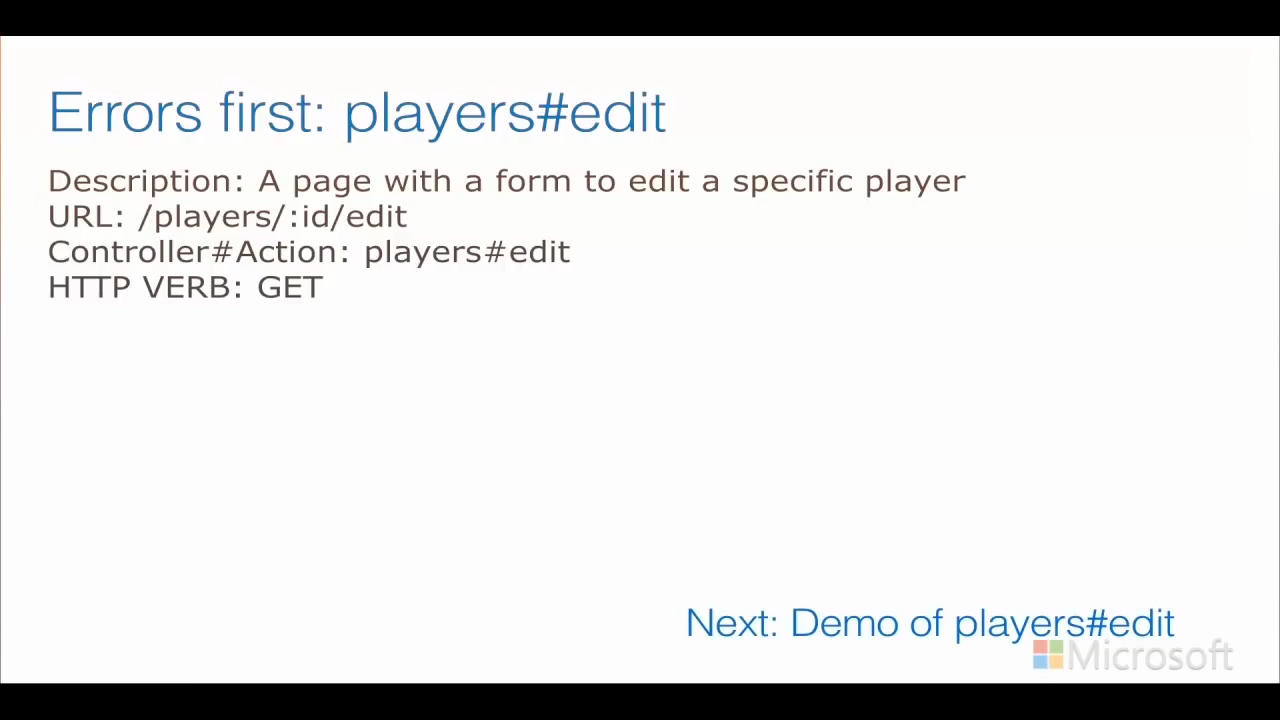 Errors first: players#edit
Description: A page with a form to edit a specific player
URL: /players/:id/edit
Controller#Action: players#edit
HTTP VERB: GET
Next: Demo of players#edit
Microsoft